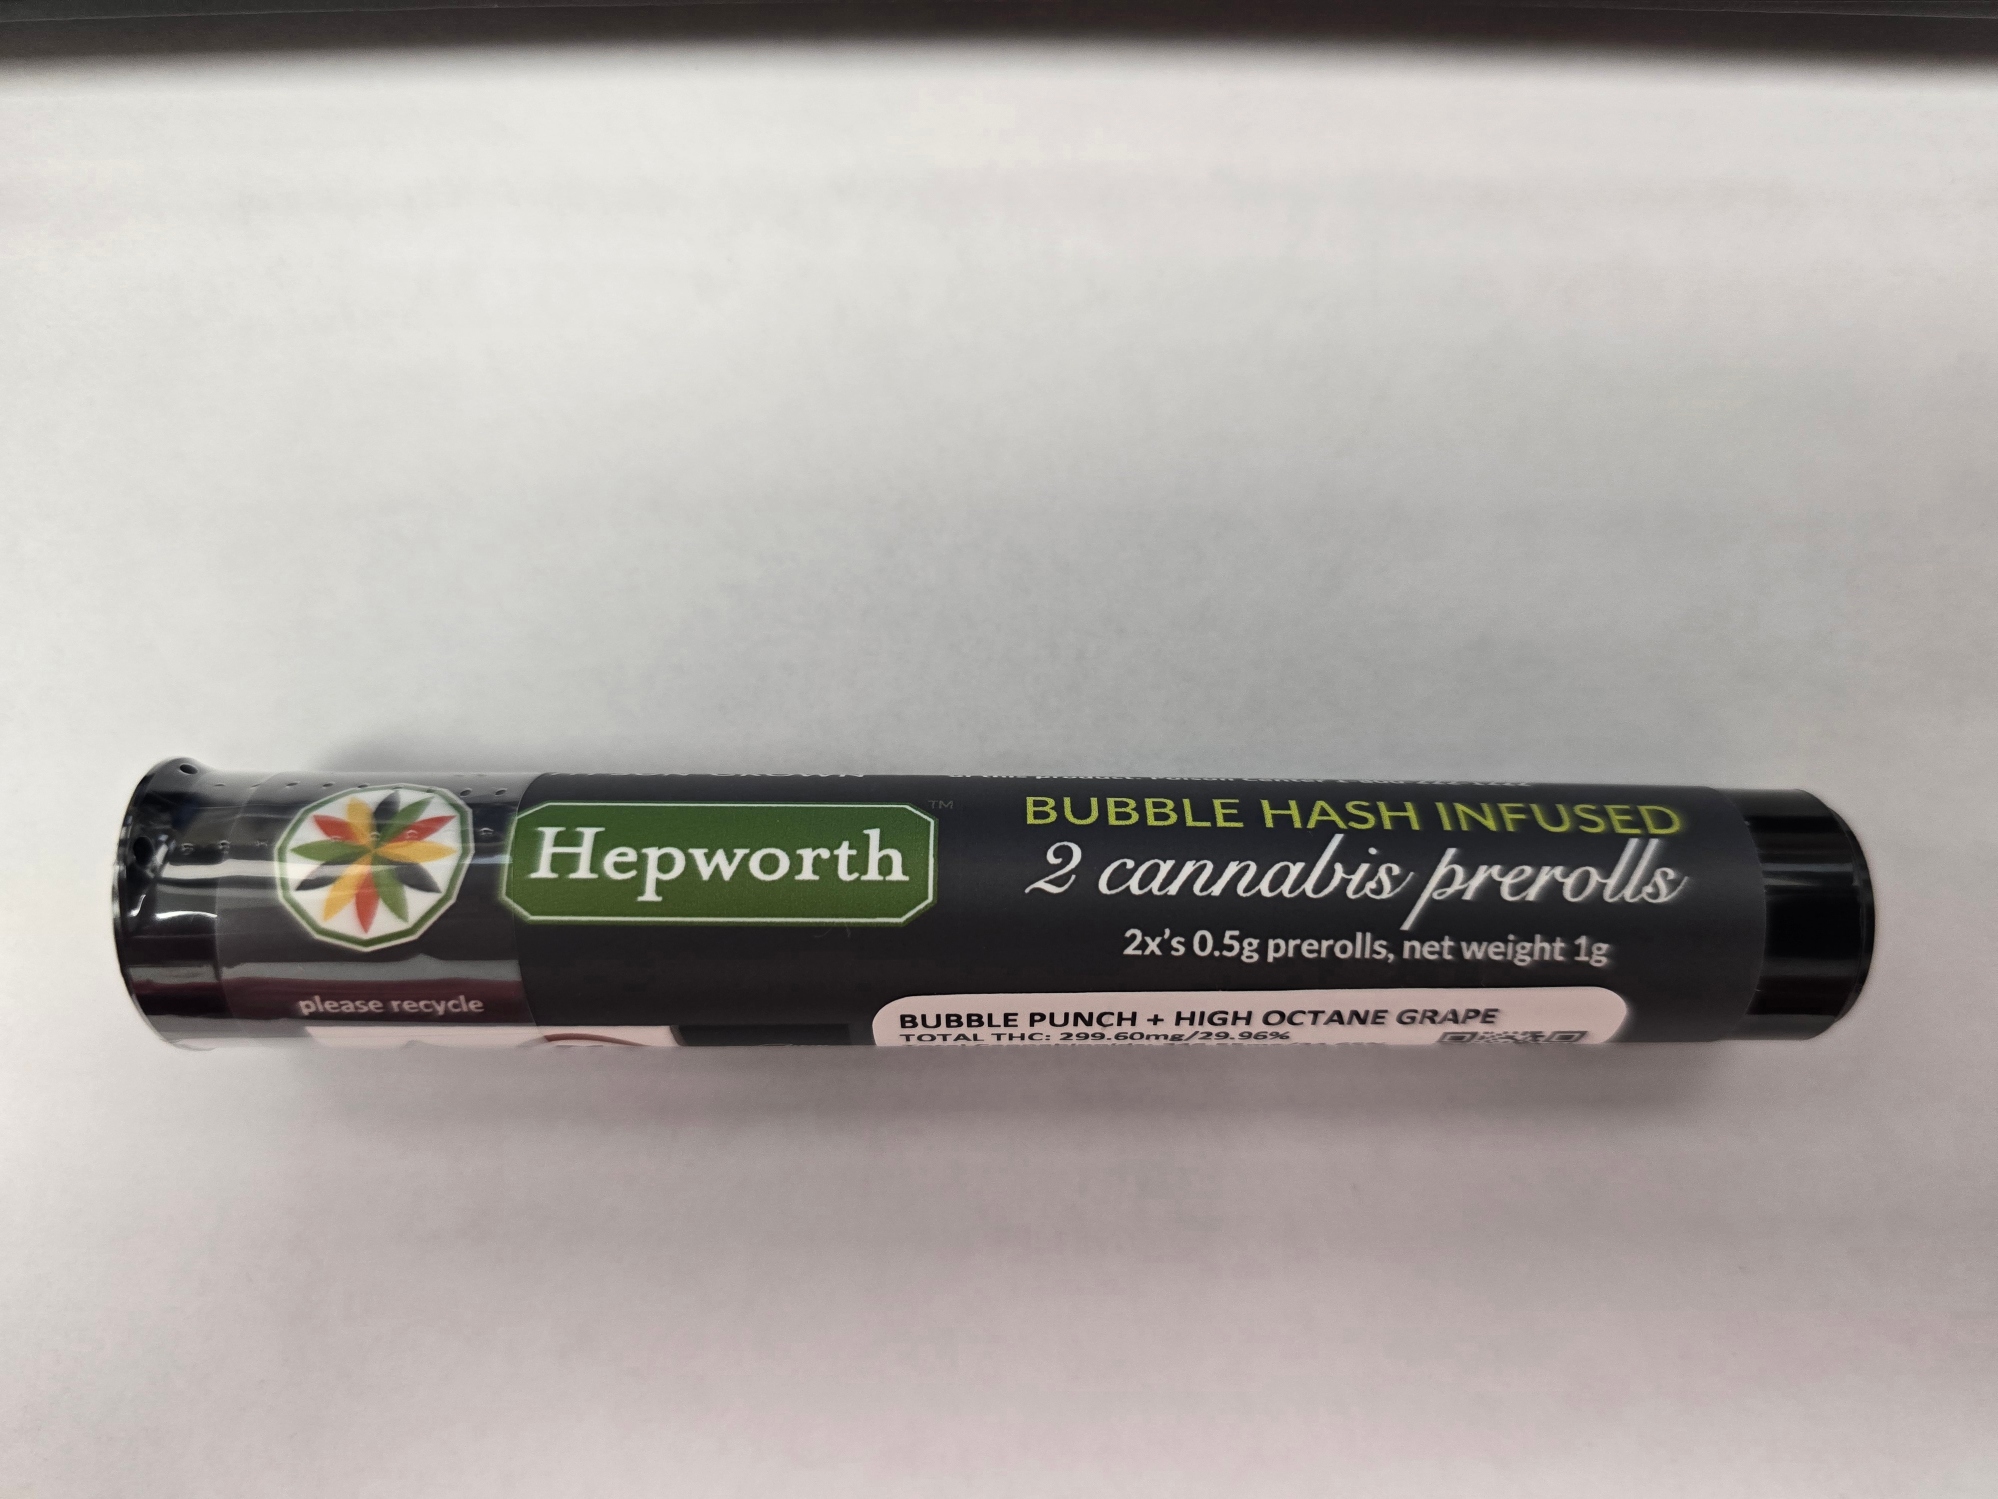 Hepworth
™
BUBBLE HASH INFUSED
2 cannabis prerolls
2x's 0.5g prerolls, net weight 1g
please recycle
BUBBLE PUNCH + HIGH OCTANE GRAPE
TOTAL THC: 299.60mg/29.96%